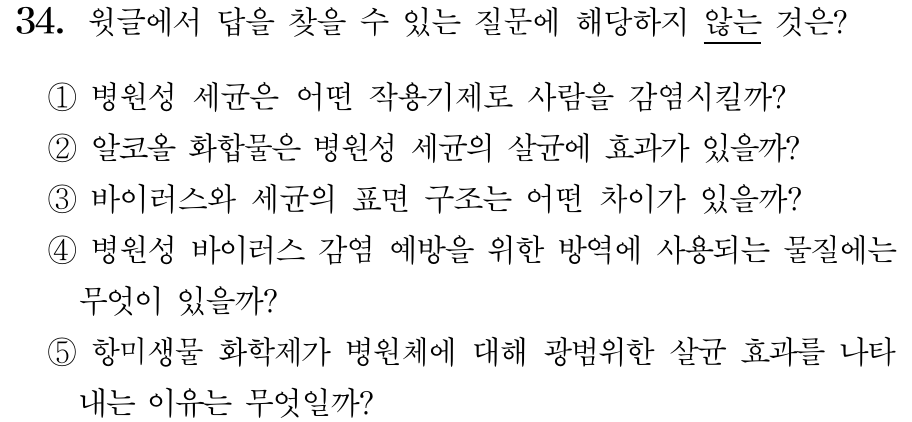 34. 윗글에서 답을 찾을 수 있는 질문에 해당하지 않는 것은?
① 병원성 세균은 어떤 작용기제로 사람을 감염시킬까?
② 알코올 화합물은 병원성 세균의 살균에 효과가 있을까?
③ 바이러스와 세균의 표면 구조는 어떤 차이가 있을까?
④ 병원성 바이러스 감염 예방을 위한 방역에 사용되는 물질에는
무엇이 있을까?
⑤ 항미생물 화학제가 병원체에 대해 광범위한 살균 효과를 나타
내는 이유는 무엇일까?